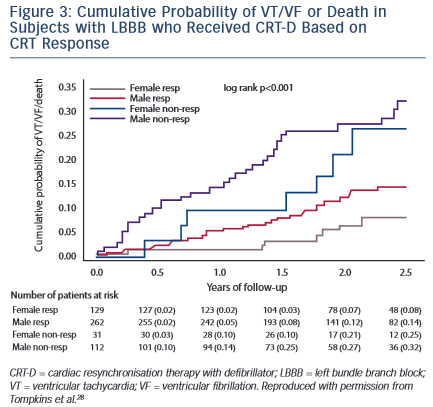 Figure 3: Cumulative Probability of VT/VF or Death in
Subjects with LBBB who Received CRT-D Based on
CRT Response
Female resp
Male resp
Female non-resp
Male non-resp
log rank p<0.001
Cumulative probability of VT/VF/death
0.35
0.30
0.25
0.20
0.15
0.10
0.05
0.00
0.0 0.5 1.0 1.5 2.0 2.5
Years of follow-up
Number of patients at risk
Female resp 129 127 (0.02) 123 (0.02) 104 (0.03) 78 (0.07) 48 (0.08)
Male resp 262 255 (0.02) 242 (0.05) 193 (0.08) 141 (0.12) 82 (0.14)
Female non-resp 31 30 (0.03) 28 (0.10) 26 (0.10) 17 (0.21) 12 (0.25)
Male non-resp 112 101 (0.10) 94 (0.14) 73 (0.25) 58 (0.27) 36 (0.32)
CRT-D = cardiac resynchronisation therapy with defibrillator; LBBB = left bundle branch block;
VT = ventricular tachycardia; VF = ventricular fibrillation. Reproduced with permission from
Tompkins et al.²⁸